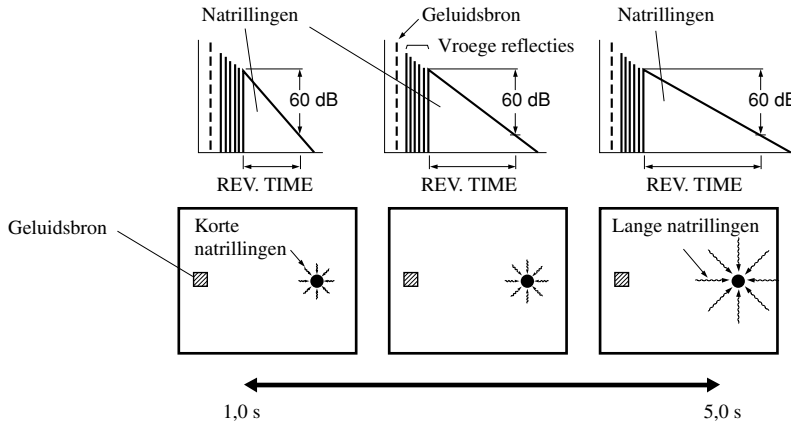 Natrillingen
Geluidsbron
Natrillingen
Vroege reflecties
60 dB
60 dB
60 dB
REV. TIME
REV. TIME
REV. TIME
Geluidsbron
Korte
natrillingen
Lange natrillingen
1,0 s
5,0 s